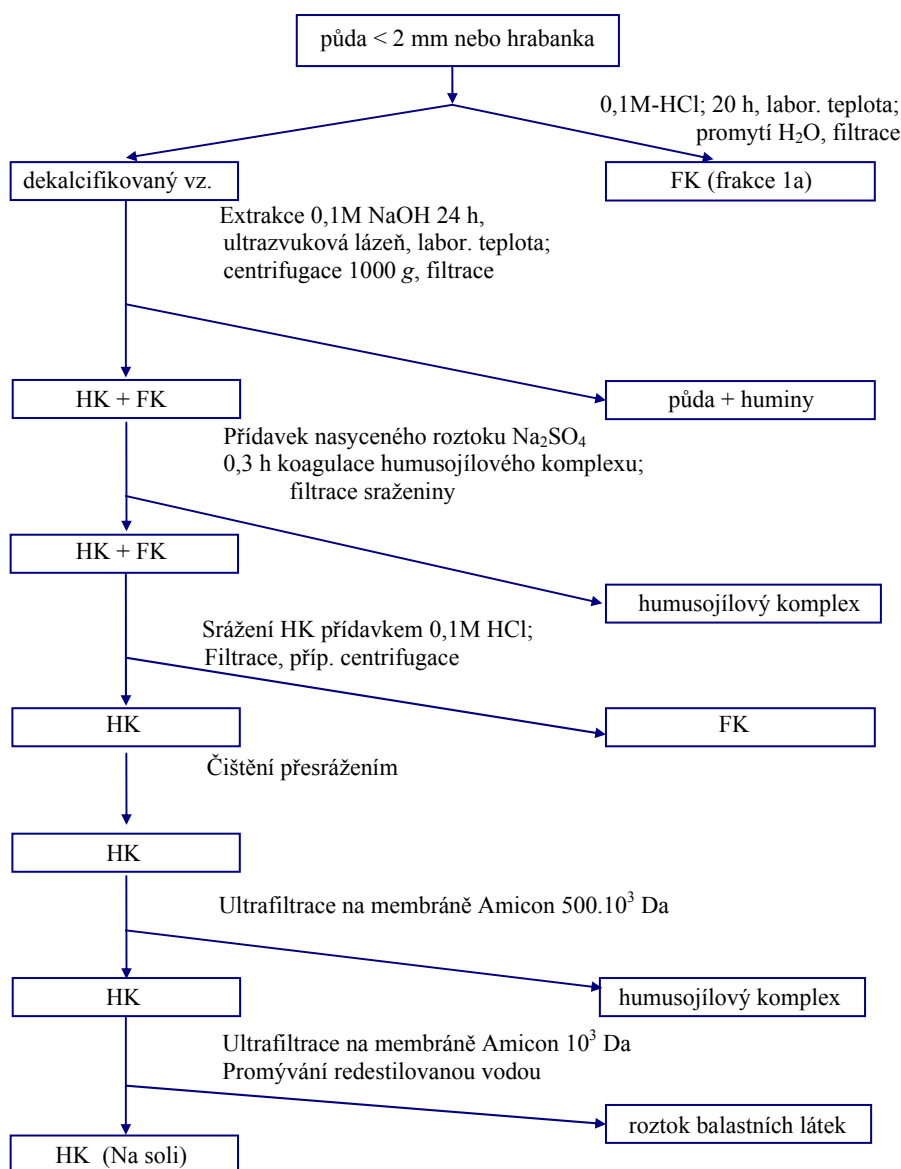 půda < 2 mm nebo hrabanka
0,1M-HCl; 20 h, labor. teplota;
promytí H₂O, filtrace
dekalcifikovaný vz.
FK (frakce 1a)
Extrakce 0,1M NaOH 24 h,
ultrazvuková lázeň, labor. teplota;
centrifugace 1000 g, filtrace
HK + FK
půda + huminy
Přídavek nasyceného roztoku Na₂SO₄
0,3 h koagulace humusojílového komplexu;
filtrace sraženiny
HK + FK
humusojílový komplex
Srážení HK přídavkem 0,1M HCl;
Filtrace, příp. centrifugace
HK
FK
Čištění přesrážením
HK
Ultrafiltrace na membráně Amicon 500.10³ Da
HK
humusojílový komplex
Ultrafiltrace na membráně Amicon 10³ Da
Promývání redestilovanou vodou
roztok balastních látek
HK (Na soli)